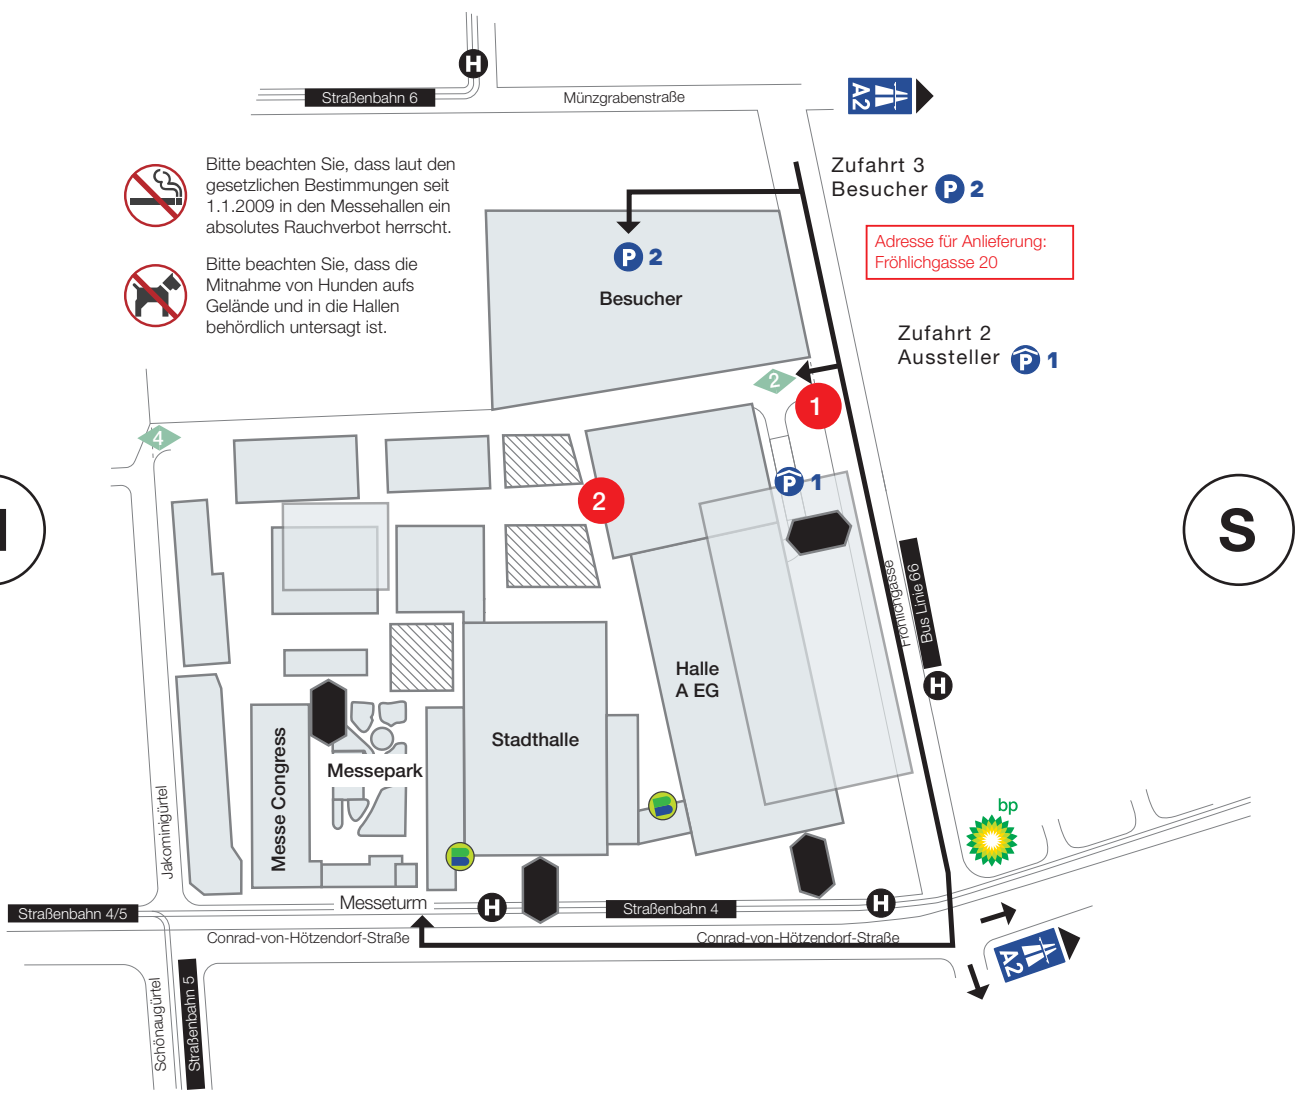 H
Straßenbahn 6
Münzgrabenstraße
A2
Bitte beachten Sie, dass laut den
gesetzlichen Bestimmungen seit
1.1.2009 in den Messehallen ein
absolutes Rauchverbot herrscht.
Zufahrt 3
Besucher P 2
Adresse für Anlieferung:
Fröhlichgasse 20
Bitte beachten Sie, dass die
Mitnahme von Hunden aufs
Gelände und in die Hallen
behördlich untersagt ist.
P 2
Besucher
Zufahrt 2
Aussteller P 1
2
1
4
2
P 1
S
Fröhlichgasse
Bus Linie 66
H
Halle
A EG
Stadthalle
Messe Congress
Messepark
Jakominigürtel
bp
Messeturm
H
Straßenbahn 4
H
Straßenbahn 4/5
Conrad-von-Hötzendorf-Straße
Conrad-von-Hötzendorf-Straße
A2
Schönaugürtel
Straßenbahn 5